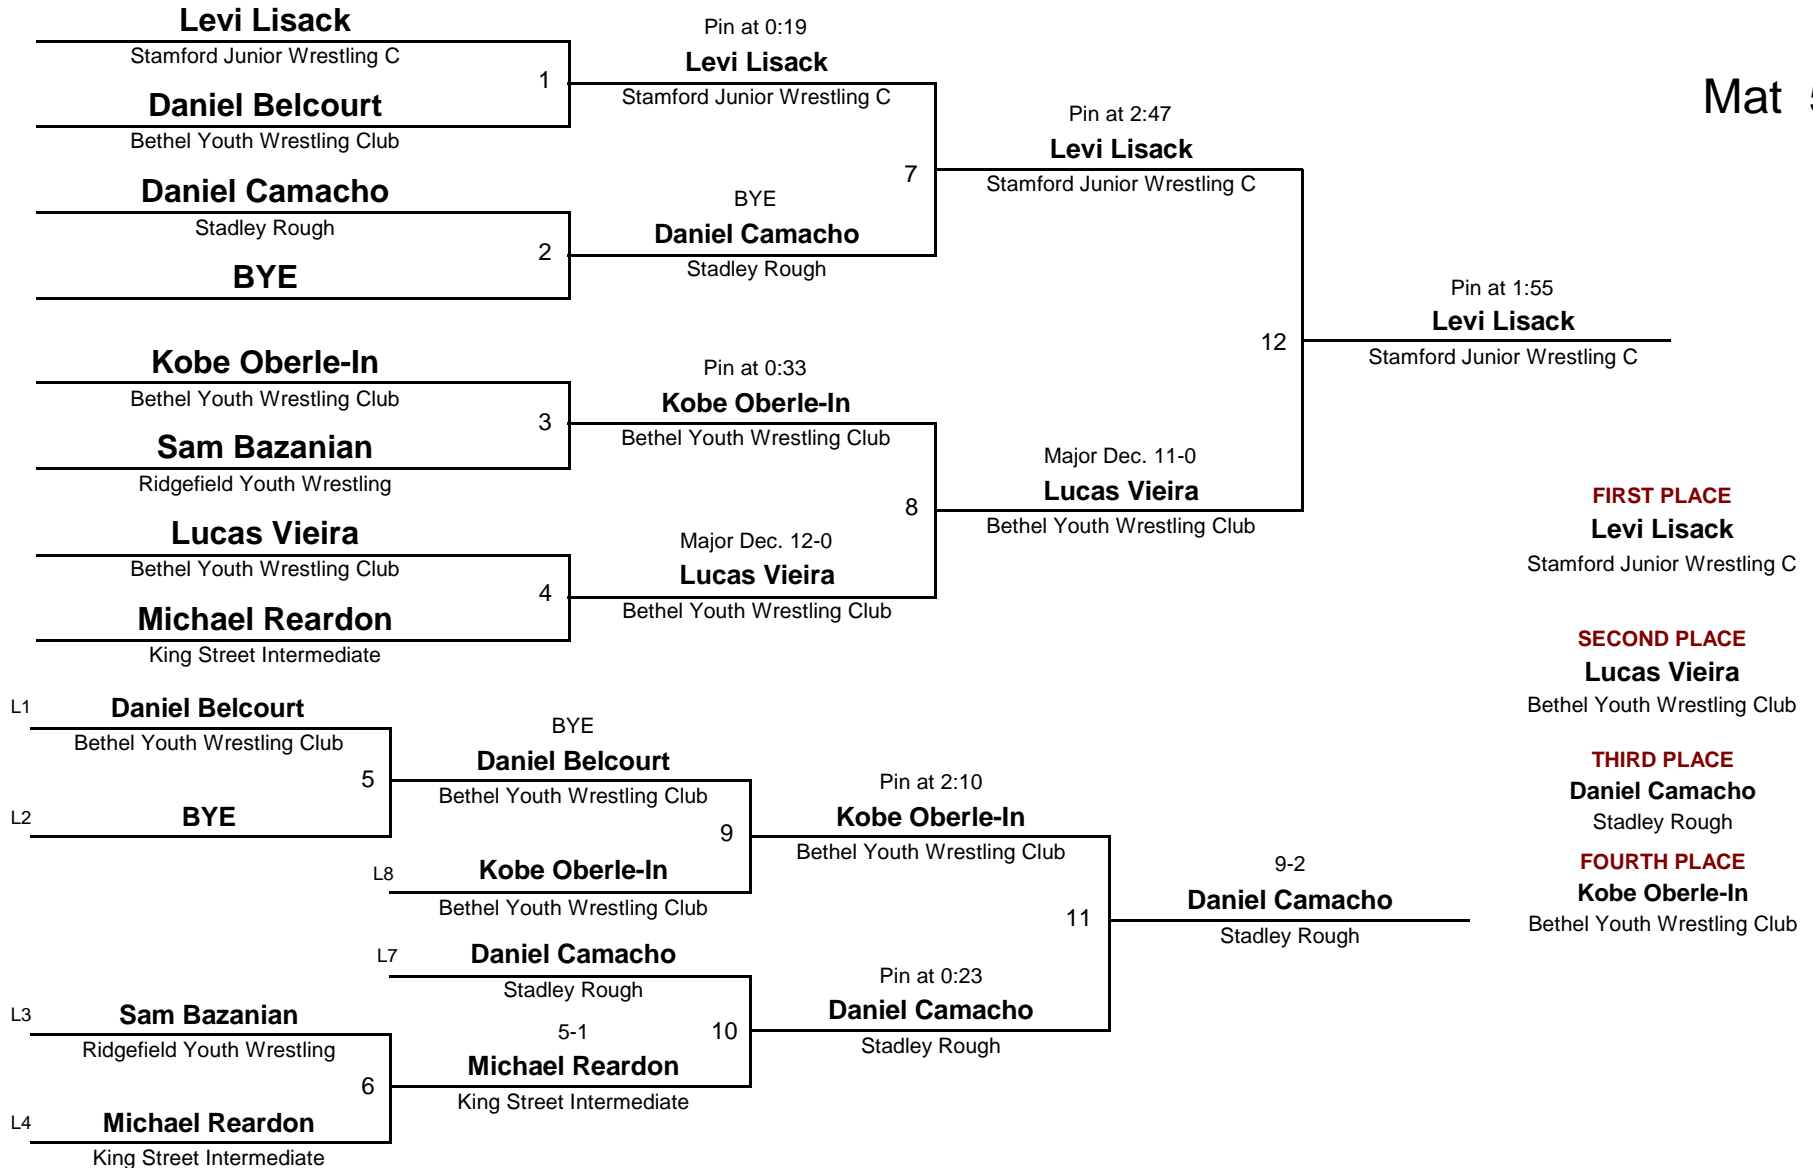 Levi Lisack
Stamford Junior Wrestling C
1
Daniel Belcourt
Bethel Youth Wrestling Club
Daniel Camacho
Stadley Rough
2
BYE
Kobe Oberle-In
Bethel Youth Wrestling Club
3
Sam Bazanian
Ridgefield Youth Wrestling
Lucas Vieira
Bethel Youth Wrestling Club
4
Michael Reardon
King Street Intermediate
Pin at 0:19
Levi Lisack
Stamford Junior Wrestling C
7
BYE
Daniel Camacho
Stadley Rough
Pin at 0:33
Kobe Oberle-In
Bethel Youth Wrestling Club
8
Major Dec. 12-0
Lucas Vieira
Bethel Youth Wrestling Club
Pin at 2:47
Levi Lisack
Stamford Junior Wrestling C
12
Major Dec. 11-0
Lucas Vieira
Bethel Youth Wrestling Club
Pin at 1:55
Levi Lisack
Stamford Junior Wrestling C
Mat 5
FIRST PLACE
Levi Lisack
Stamford Junior Wrestling C
SECOND PLACE
Lucas Vieira
Bethel Youth Wrestling Club
THIRD PLACE
Daniel Camacho
Stadley Rough
FOURTH PLACE
Kobe Oberle-In
Bethel Youth Wrestling Club
L1 Daniel Belcourt
Bethel Youth Wrestling Club
5
L2 BYE
BYE
Daniel Belcourt
Bethel Youth Wrestling Club
9
L8 Kobe Oberle-In
Bethel Youth Wrestling Club
L7 Daniel Camacho
Stadley Rough
10
L3 Sam Bazanian
Ridgefield Youth Wrestling
6
L4 Michael Reardon
King Street Intermediate
5-1
Michael Reardon
King Street Intermediate
Pin at 2:10
Kobe Oberle-In
Bethel Youth Wrestling Club
11
Pin at 0:23
Daniel Camacho
Stadley Rough
9-2
Daniel Camacho
Stadley Rough